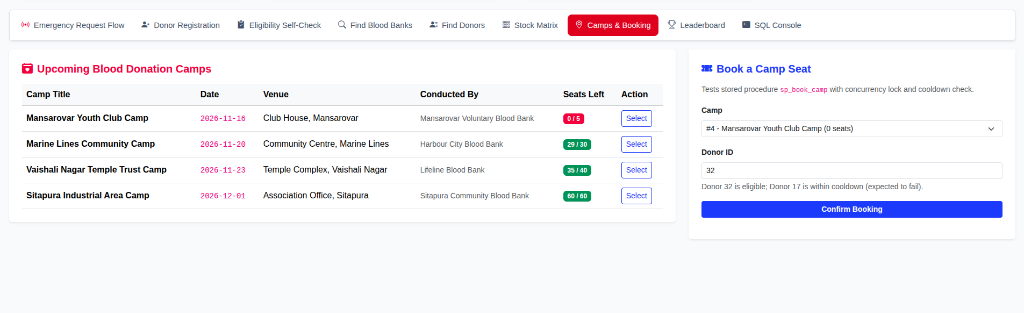 Emergency Request Flow Donor Registration Eligibility Self-Check Find Blood Banks Find Donors Stock Matrix Camps & Booking Leaderboard SQL Console
Upcoming Blood Donation Camps
Camp Title Date Venue Conducted By Seats Left Action
Mansarovar Youth Club Camp 2026-11-16 Club House, Mansarovar Mansarovar Voluntary Blood Bank 0 / 5 Select
Marine Lines Community Camp 2026-11-20 Community Centre, Marine Lines Harbour City Blood Bank 29 / 30 Select
Vaishali Nagar Temple Trust Camp 2026-11-23 Temple Complex, Vaishali Nagar Lifeline Blood Bank 35 / 40 Select
Sitapura Industrial Area Camp 2026-12-01 Association Office, Sitapura Sitapura Community Blood Bank 60 / 60 Select
Book a Camp Seat
Tests stored procedure sp_book_camp with concurrency lock and cooldown check.
Camp
#4 - Mansarovar Youth Club Camp (0 seats)
Donor ID
32
Donor 32 is eligible; Donor 17 is within cooldown (expected to fail).
Confirm Booking